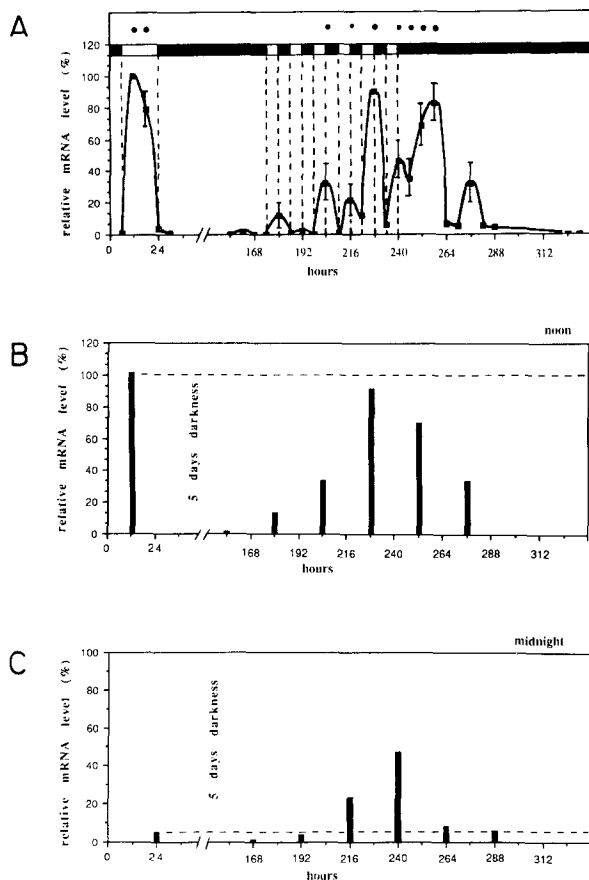 A
relative mRNA level (%)
120
100
80
60
40
20
0
0 24 168 192 216 240 264 288 312
hours
B
noon
relative mRNA level (%)
120
100
80
60
40
20
0
5 days darkness
0 24 168 192 216 240 264 288 312
hours
C
midnight
relative mRNA level (%)
100
80
60
40
20
0
5 days darkness
0 24 168 192 216 240 264 288 312
hours